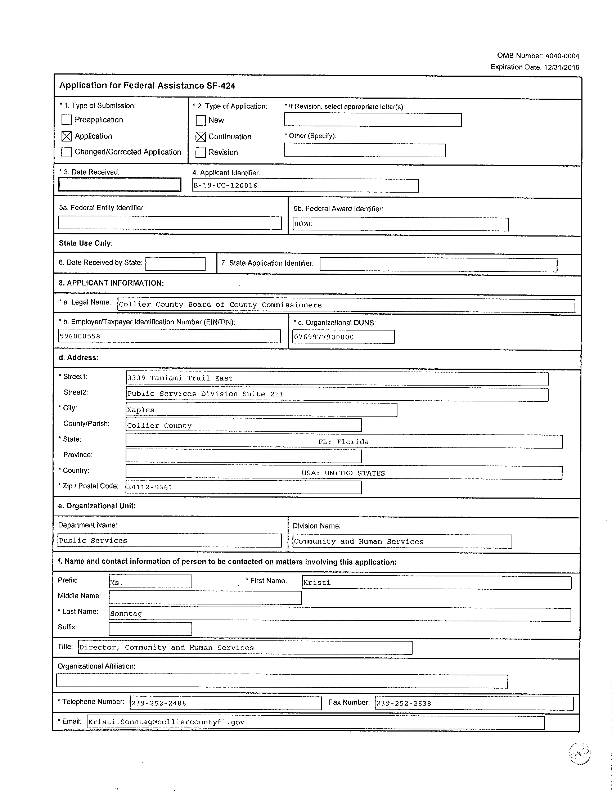 OMB Number: 4040-0004
Expiration Date: 12/31/2019
Application for Federal Assistance SF-424
* 1. Type of Submission: * 2. Type of Application: * If Revision, select appropriate letter(s):
Preapplication New
Application Continuation * Other (Specify):
Changed/Corrected Application Revision
* 3. Date Received: 4. Applicant Identifier:
B-19-UC-120016
5a. Federal Entity Identifier: 5b. Federal Award Identifier:
HOME
State Use Only:
6. Date Received by State: 7. State Application Identifier:
8. APPLICANT INFORMATION:
* a. Legal Name: Collier County Board of County Commissioners
* b. Employer/Taxpayer Identification Number (EIN/TIN): * c. Organizational DUNS:
596000558 0769977900000
d. Address:
* Street1: 3339 Tamiami Trail East
Street2: Public Services Division Suite 211
* City: Naples
County/Parish: Collier County
* State: FL: Florida
Province:
* Country: USA: UNITED STATES
* Zip / Postal Code:
e. Organizational Unit:
Department Name: Division Name:
Public Services Community and Human Services
f. Name and contact information of person to be contacted on matters involving this application:
Prefix: Ms. * First Name: Kristi
Middle Name:
* Last Name: Sonntag
Suffix:
Title: Director, Community and Human Services
Organizational Affiliation:
* Telephone Number: 239-252-2486 Fax Number: 239-252-2638
* Email: Kristi.Sonntag@colliercountyfl.gov